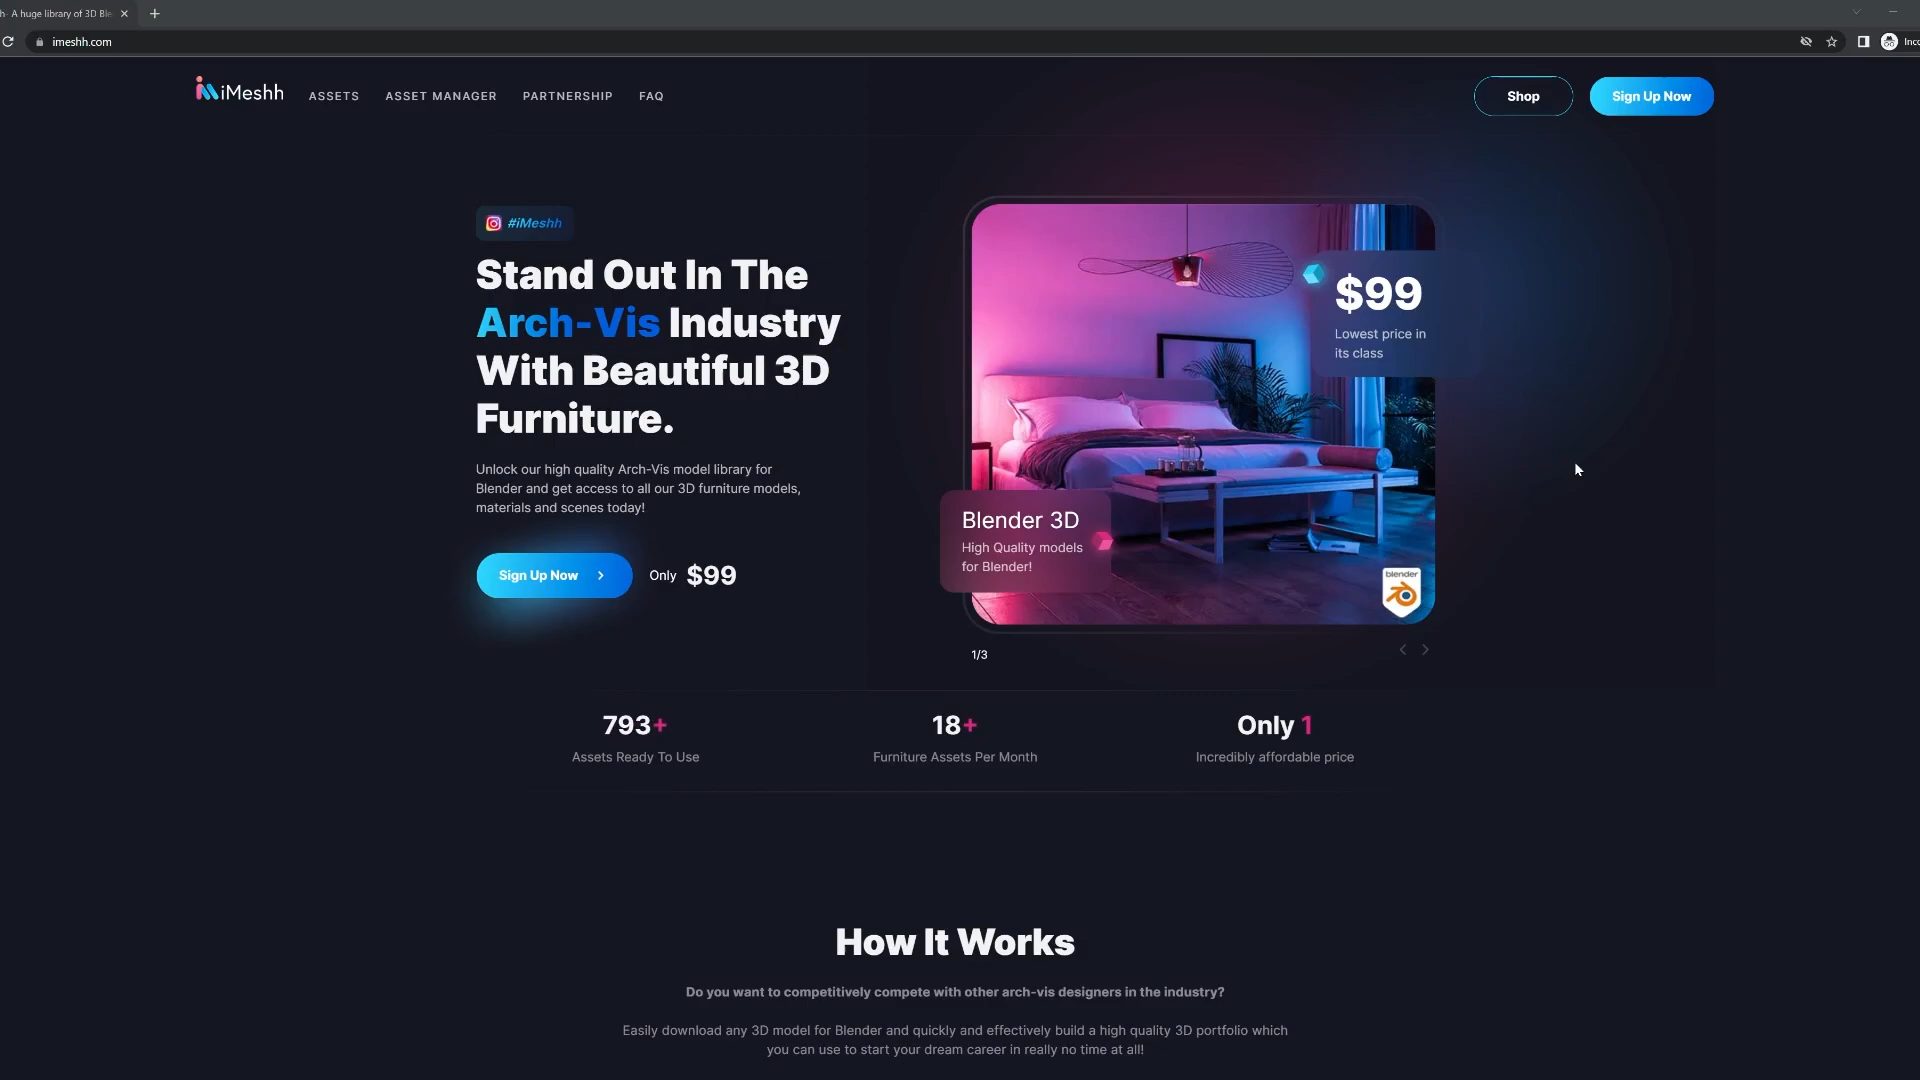 h - A huge library of 3D Ble
imeshh.com
Inco
iMeshh
ASSETS
ASSET MANAGER
PARTNERSHIP
FAQ
Shop
Sign Up Now
#iMeshh
Stand Out In The
Arch-Vis Industry
With Beautiful 3D
Furniture.
Unlock our high quality Arch-Vis model library for
Blender and get access to all our 3D furniture models,
materials and scenes today!
Sign Up Now
Only $99
$99
Lowest price in
its class
Blender 3D
High Quality models
for Blender!
blender
1/3
793+
Assets Ready To Use
18+
Furniture Assets Per Month
Only 1
Incredibly affordable price
How It Works
Do you want to competitively compete with other arch-vis designers in the industry?
Easily download any 3D model for Blender and quickly and effectively build a high quality 3D portfolio which
you can use to start your dream career in really no time at all!